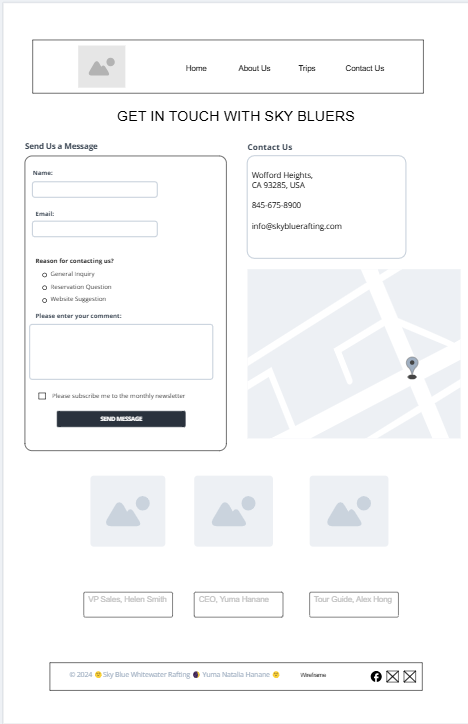 Home About Us Trips Contact Us
GET IN TOUCH WITH SKY BLUERS
Send Us a Message
Name:
Email:
Reason for contacting us?
General Inquiry
Reservation Question
Website Suggestion
Please enter your comment:
Please subscribe me to the monthly newsletter
SEND MESSAGE
Contact Us
Wofford Heights,
CA 93285, USA
845-675-8900
info@skybluerafting.com
VP Sales, Helen Smith
CEO, Yuma Hanane
Tour Guide, Alex Hong
© 2024 🌞 Sky Blue Whitewater Rafting 🌒 Yuma Natalia Hanane 🌞 Wireframe